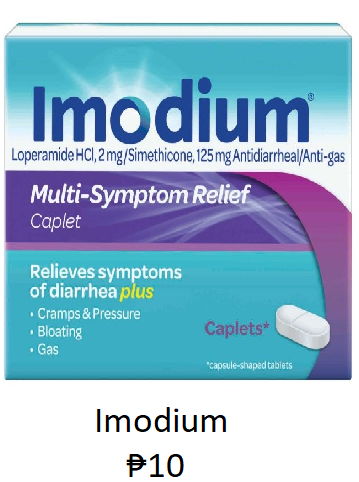 Imodium®
Loperamide HCl, 2 mg/Simethicone, 125 mg Antidiarrheal/Anti-gas
Multi-Symptom Relief
Caplet
Relieves symptoms
of diarrhea plus
• Cramps & Pressure
• Bloating
• Gas
Caplets*
*capsule-shaped tablets
Imodium
₱10